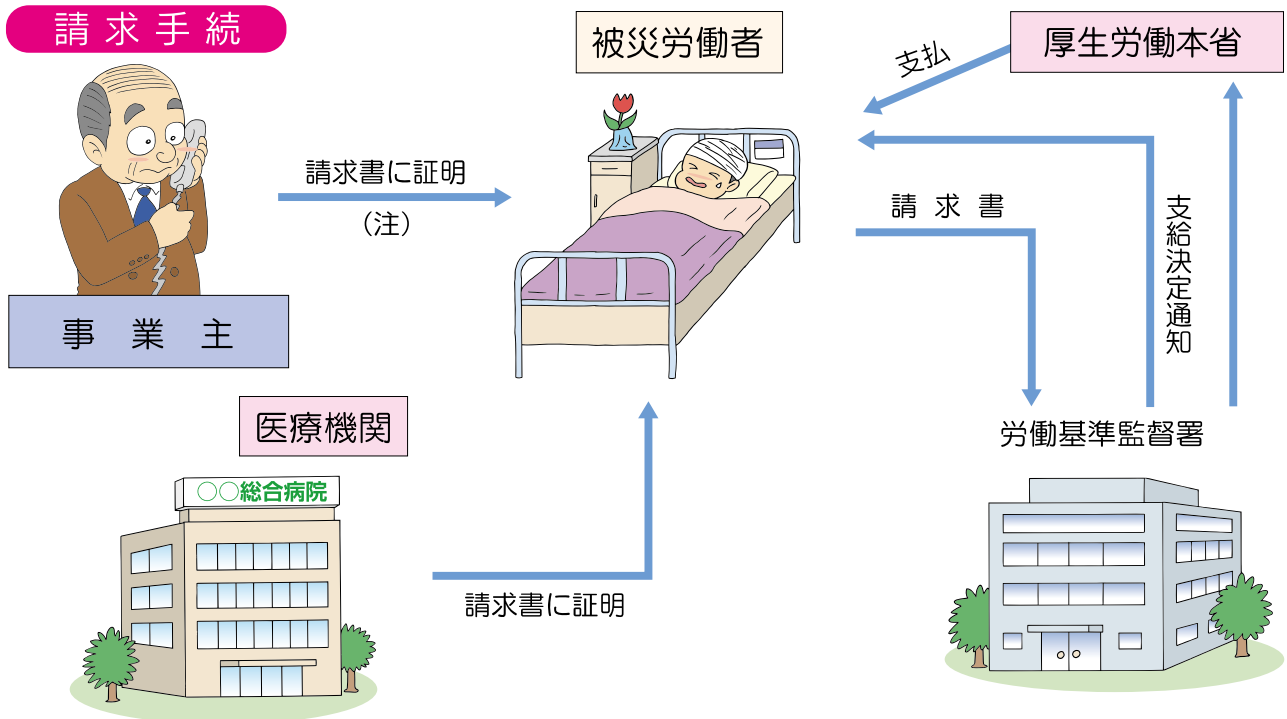 請求手続
被災労働者
厚生労働本省
支払
請求書に証明
(注)
請求書
支給決定通知
事業主
医療機関
○○総合病院
労働基準監督署
請求書に証明